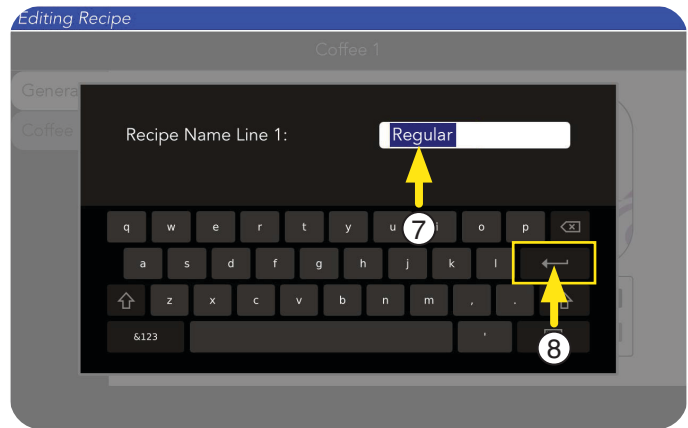 Editing Recipe
Coffee 1
Genera
Coffee
Recipe Name Line 1: Regular
q w e r t y u 7 i o p
a s d f g h j k l
z x c v b n m , .
&123 '
8